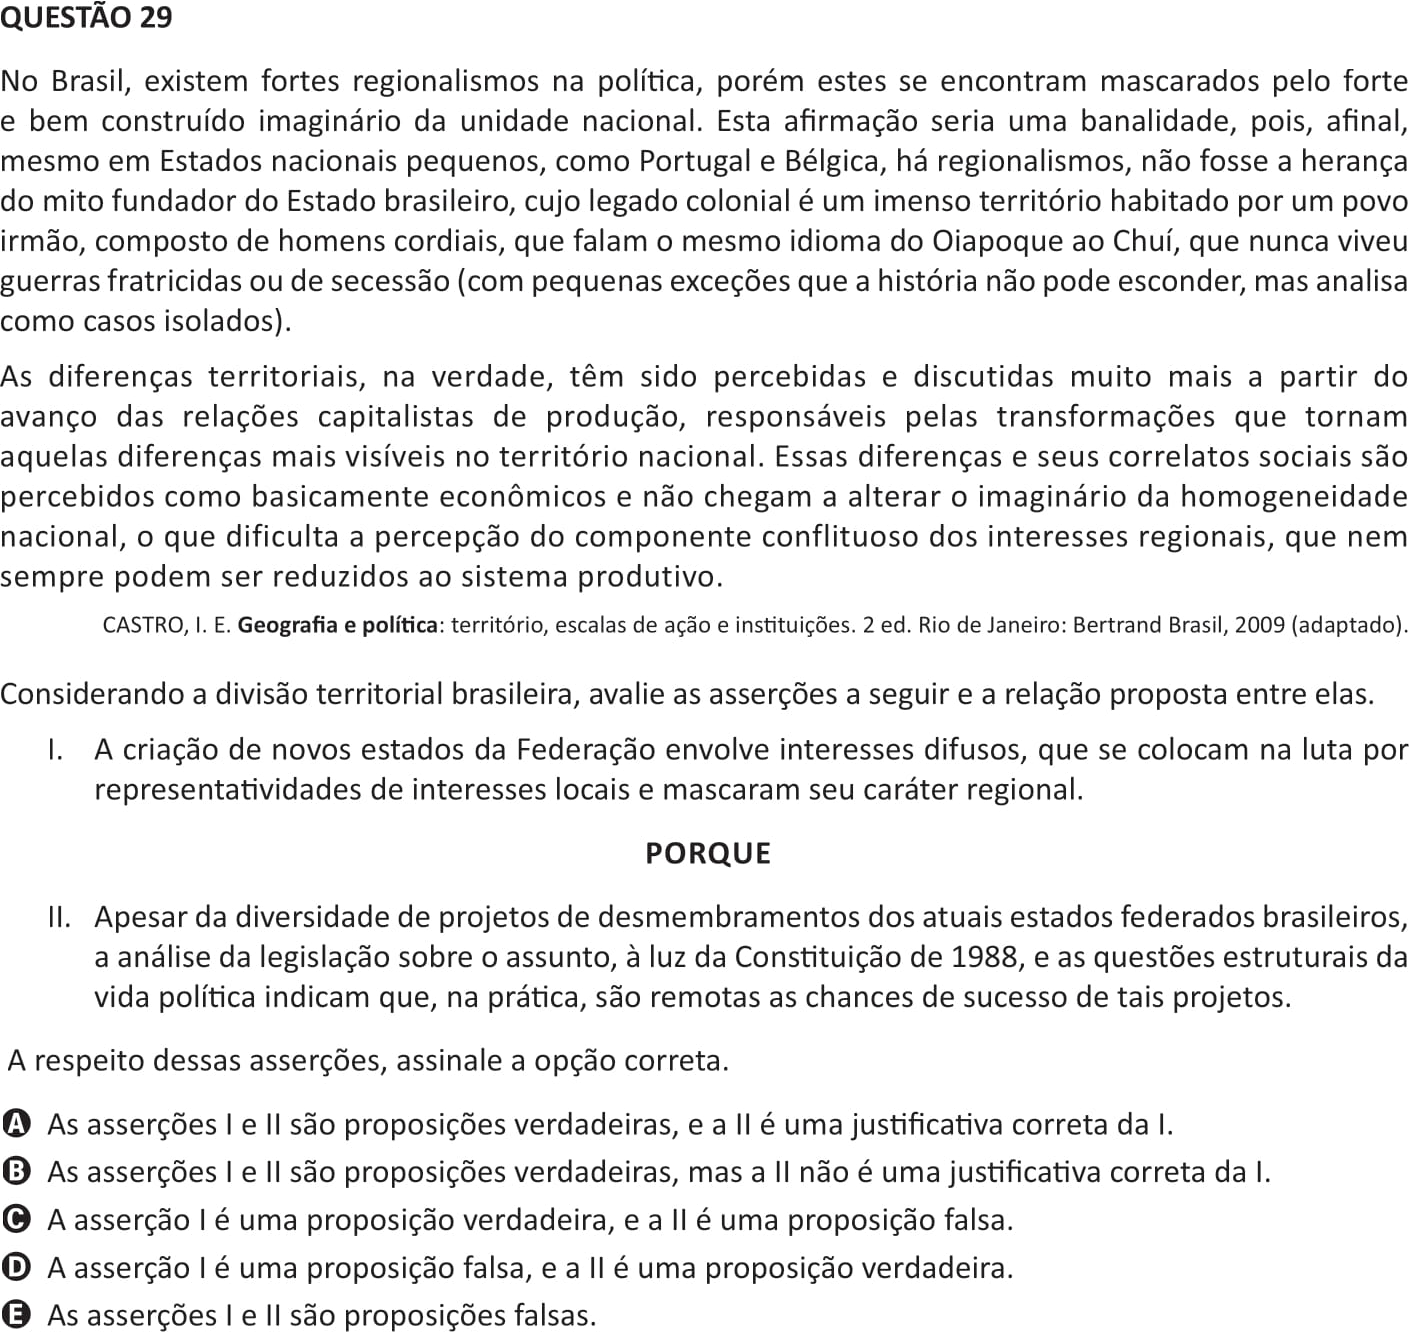 QUESTÃO 29
No Brasil, existem fortes regionalismos na política, porém estes se encontram mascarados pelo forte
e bem construído imaginário da unidade nacional. Esta afirmação seria uma banalidade, pois, afinal,
mesmo em Estados nacionais pequenos, como Portugal e Bélgica, há regionalismos, não fosse a herança
do mito fundador do Estado brasileiro, cujo legado colonial é um imenso território habitado por um povo
irmão, composto de homens cordiais, que falam o mesmo idioma do Oiapoque ao Chuí, que nunca viveu
guerras fratricidas ou de secessão (com pequenas exceções que a história não pode esconder, mas analisa
como casos isolados).
As diferenças territoriais, na verdade, têm sido percebidas e discutidas muito mais a partir do
avanço das relações capitalistas de produção, responsáveis pelas transformações que tornam
aquelas diferenças mais visíveis no território nacional. Essas diferenças e seus correlatos sociais são
percebidos como basicamente econômicos e não chegam a alterar o imaginário da homogeneidade
nacional, o que dificulta a percepção do componente conflituoso dos interesses regionais, que nem
sempre podem ser reduzidos ao sistema produtivo.
CASTRO, I. E. Geografia e política: território, escalas de ação e instituições. 2 ed. Rio de Janeiro: Bertrand Brasil, 2009 (adaptado).
Considerando a divisão territorial brasileira, avalie as asserções a seguir e a relação proposta entre elas.
I. A criação de novos estados da Federação envolve interesses difusos, que se colocam na luta por
representatividades de interesses locais e mascaram seu caráter regional.
PORQUE
II. Apesar da diversidade de projetos de desmembramentos dos atuais estados federados brasileiros,
a análise da legislação sobre o assunto, à luz da Constituição de 1988, e as questões estruturais da
vida política indicam que, na prática, são remotas as chances de sucesso de tais projetos.
A respeito dessas asserções, assinale a opção correta.
A As asserções I e II são proposições verdadeiras, e a II é uma justificativa correta da I.
B As asserções I e II são proposições verdadeiras, mas a II não é uma justificativa correta da I.
C A asserção I é uma proposição verdadeira, e a II é uma proposição falsa.
D A asserção I é uma proposição falsa, e a II é uma proposição verdadeira.
E As asserções I e II são proposições falsas.